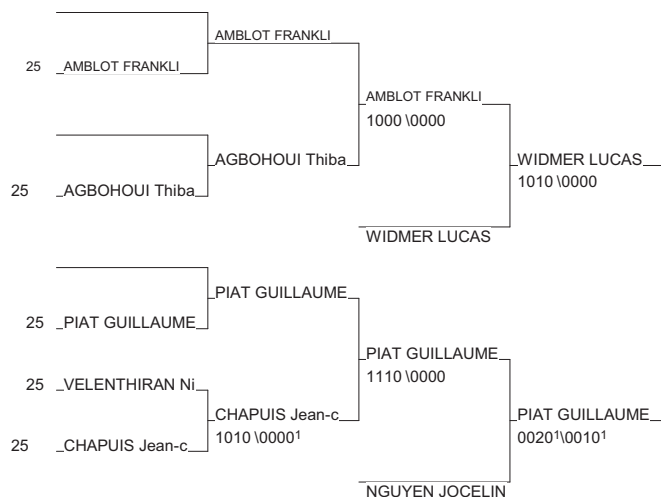 AMBLOT FRANKLI
25 AMBLOT FRANKLI
AMBLOT FRANKLI
1000 \0000
AGBOHOUI Thiba
WIDMER LUCAS
1010 \0000
25 AGBOHOUI Thiba
WIDMER LUCAS
PIAT GUILLAUME
25 PIAT GUILLAUME
PIAT GUILLAUME
1110 \0000
25 VELENTHIRAN Ni
CHAPUIS Jean-c
1010 \0000¹
PIAT GUILLAUME
0020¹\0010¹
25 CHAPUIS Jean-c
NGUYEN JOCELIN